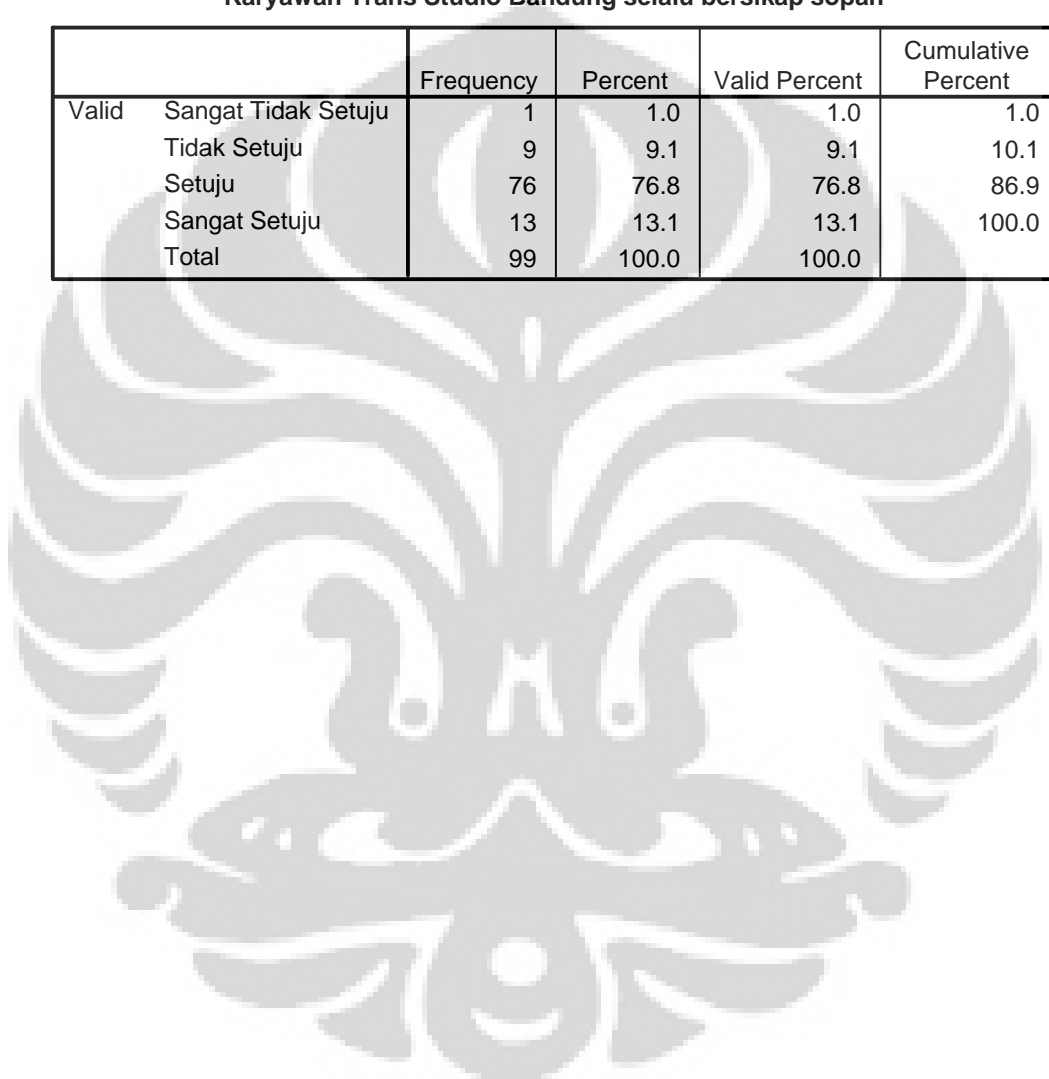 Karyawan Trans Studio Bandung selalu bersikap sopan
Frequency Percent Valid Percent Cumulative Percent
Valid Sangat Tidak Setuju 1 1.0 1.0 1.0
Tidak Setuju 9 9.1 9.1 10.1
Setuju 76 76.8 76.8 86.9
Sangat Setuju 13 13.1 13.1 100.0
Total 99 100.0 100.0